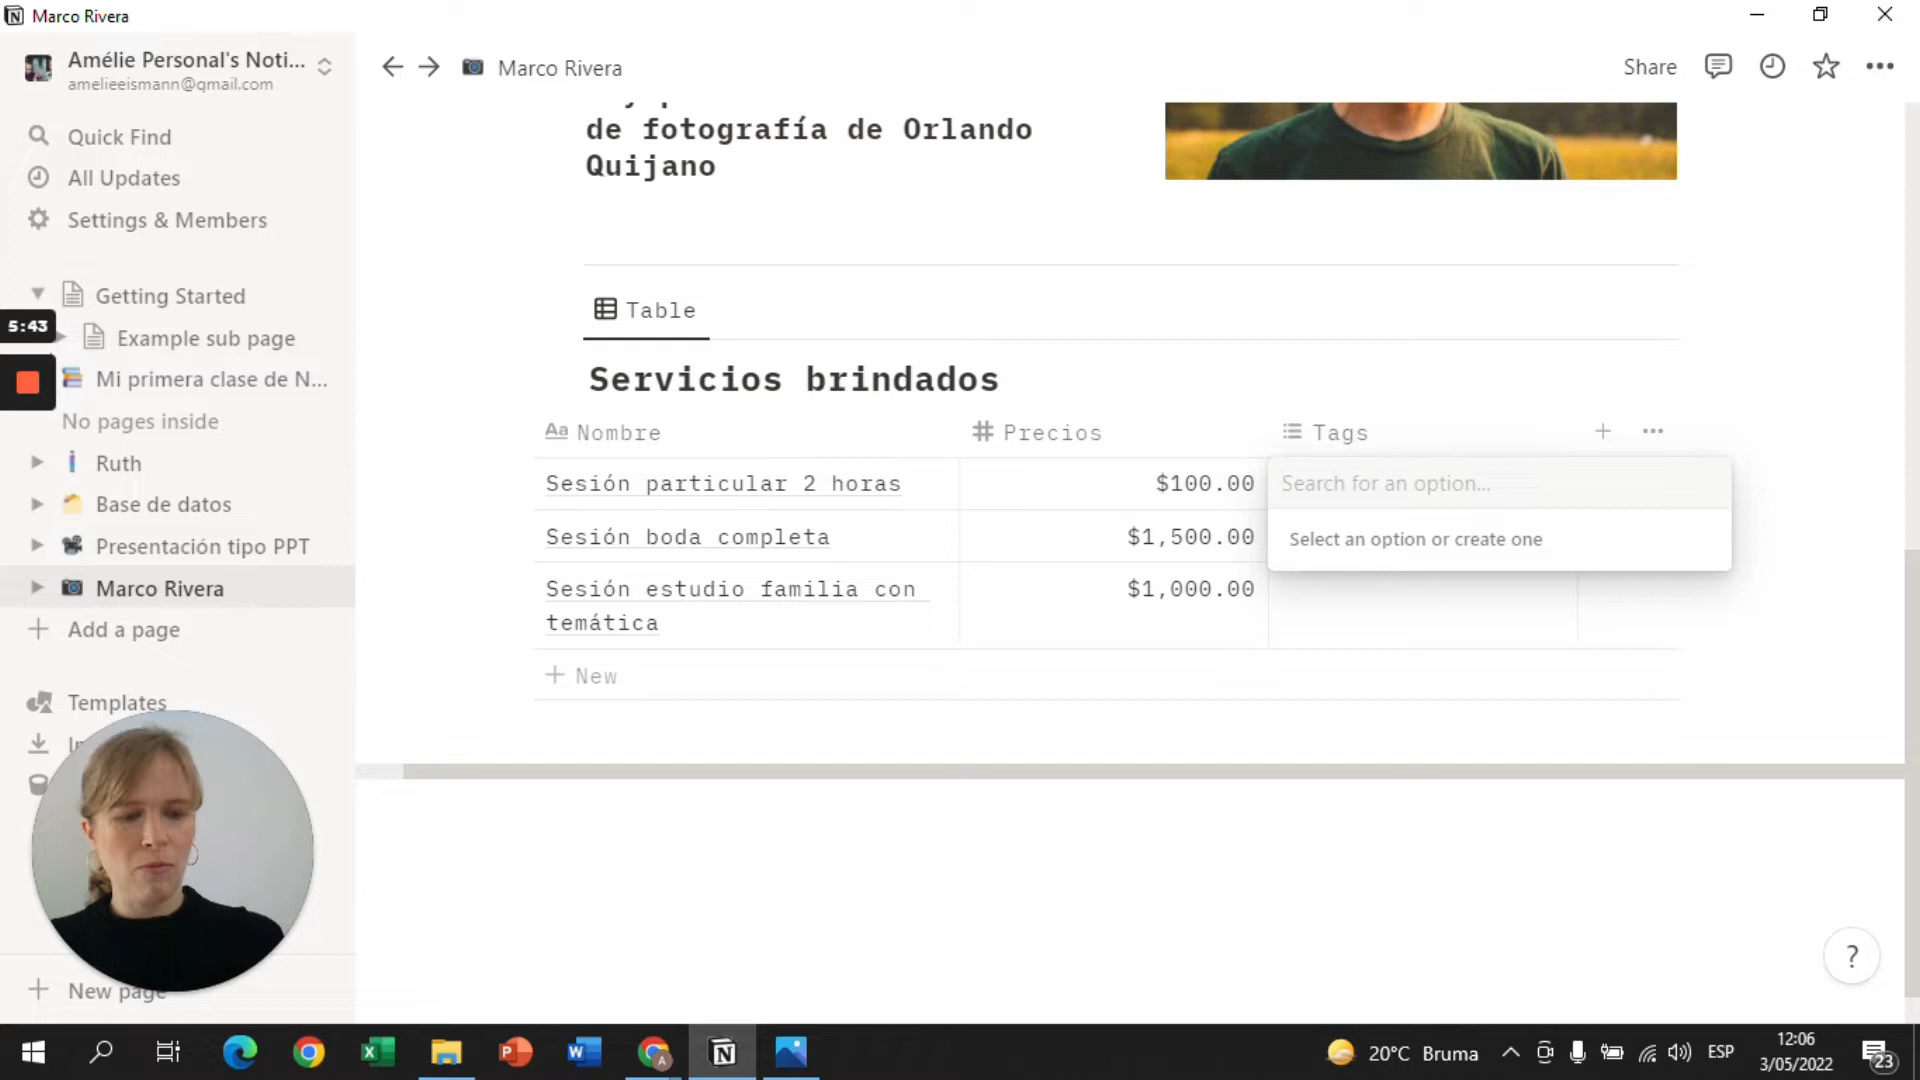 Marco Rivera
Amélie Personal's Noti...
amelieeismann@gmail.com
Quick Find
All Updates
Settings & Members
Getting Started
5:43
Example sub page
Mi primera clase de N...
No pages inside
Ruth
Base de datos
Presentación tipo PPT
Marco Rivera
Add a page
Templates
New page
Marco Rivera
Share
de fotografía de Orlando
Quijano
Table
Servicios brindados
Aa Nombre
Precios
Tags
Sesión particular 2 horas
$100.00
Search for an option...
Sesión boda completa
$1,500.00
Select an option or create one
Sesión estudio familia con
temática
$1,000.00
New
?
20°C Bruma
ESP
12:06
3/05/2022
23